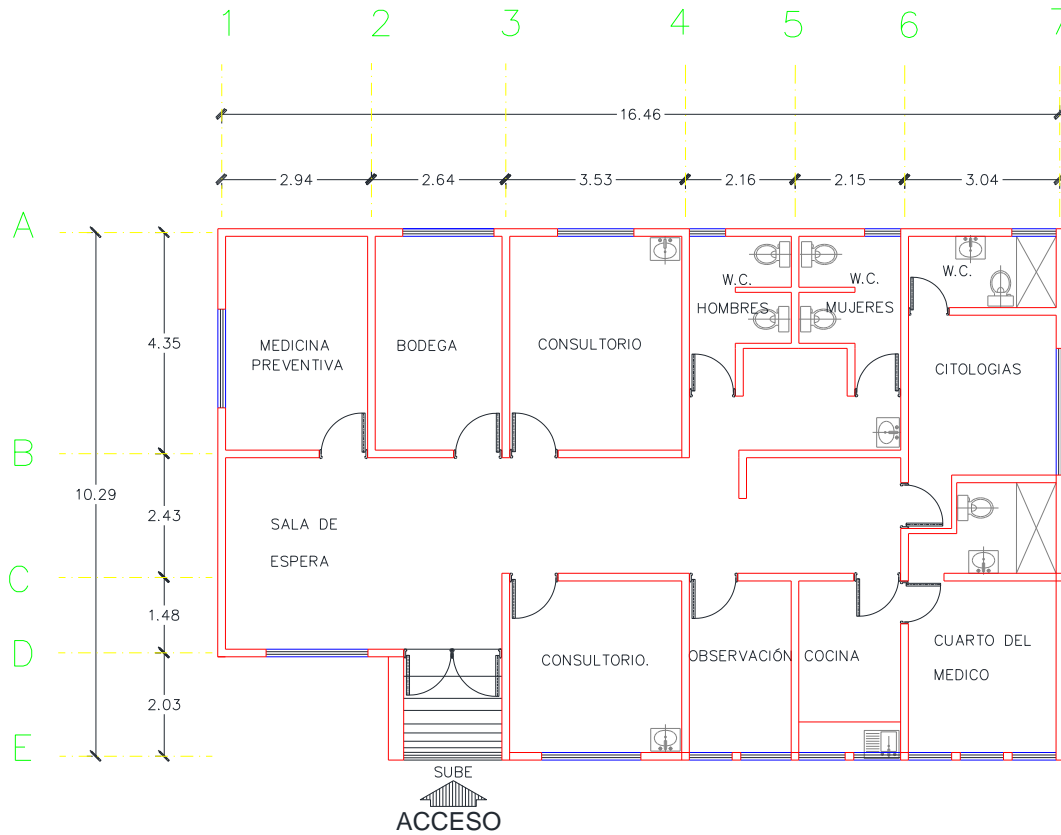 1 2 3 4 5 6 7
16.46
2.94 2.64 3.53 2.16 2.15 3.04
A
B
C
D
E
10.29
4.35
2.43
1.48
2.03
MEDICINA
PREVENTIVA
BODEGA
CONSULTORIO
W.C.
HOMBRES
W.C.
MUJERES
W.C.
CITOLOGIAS
SALA DE
ESPERA
CONSULTORIO.
OBSERVACIÓN
COCINA
CUARTO DEL
MEDICO
SUBE
ACCESO